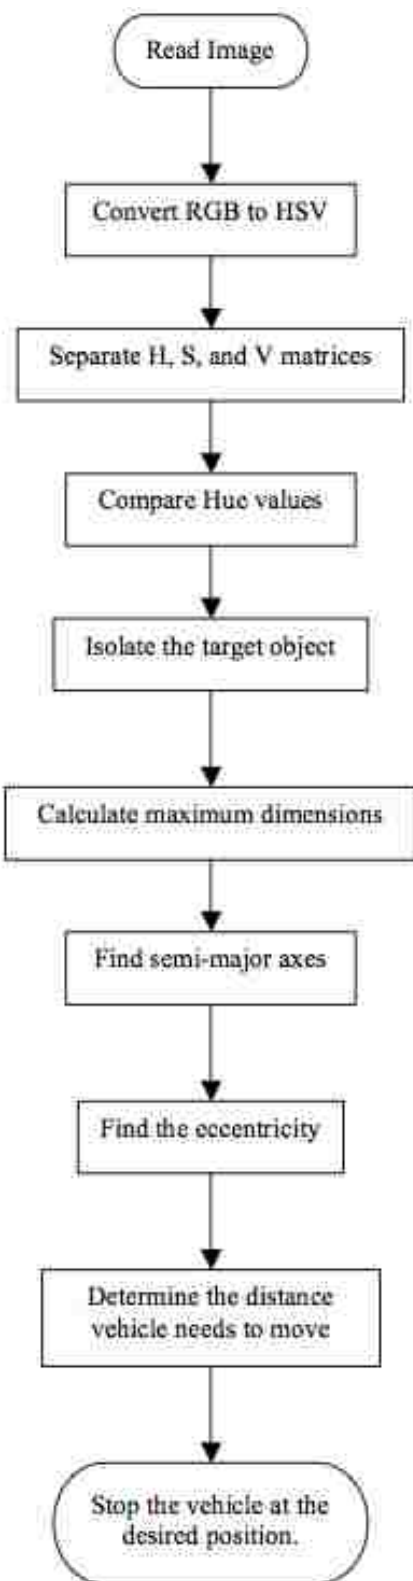 Read Image
Convert RGB to HSV
Separate H, S, and V matrices
Compare Hue values
Isolate the target object
Calculate maximum dimensions
Find semi-major axes
Find the eccentricity
Determine the distance
vehicle needs to move
Stop the vehicle at the
desired position.